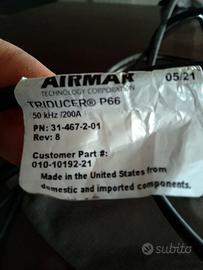 AIRMAR 05/21
TECHNOLOGY CORPORATION
TRIDUCER® P66
50 kHz /200A
PN: 31-467-2-01
Rev: 8
Customer Part #:
010-10192-21
Made in the United States from
domestic and imported components.
subito